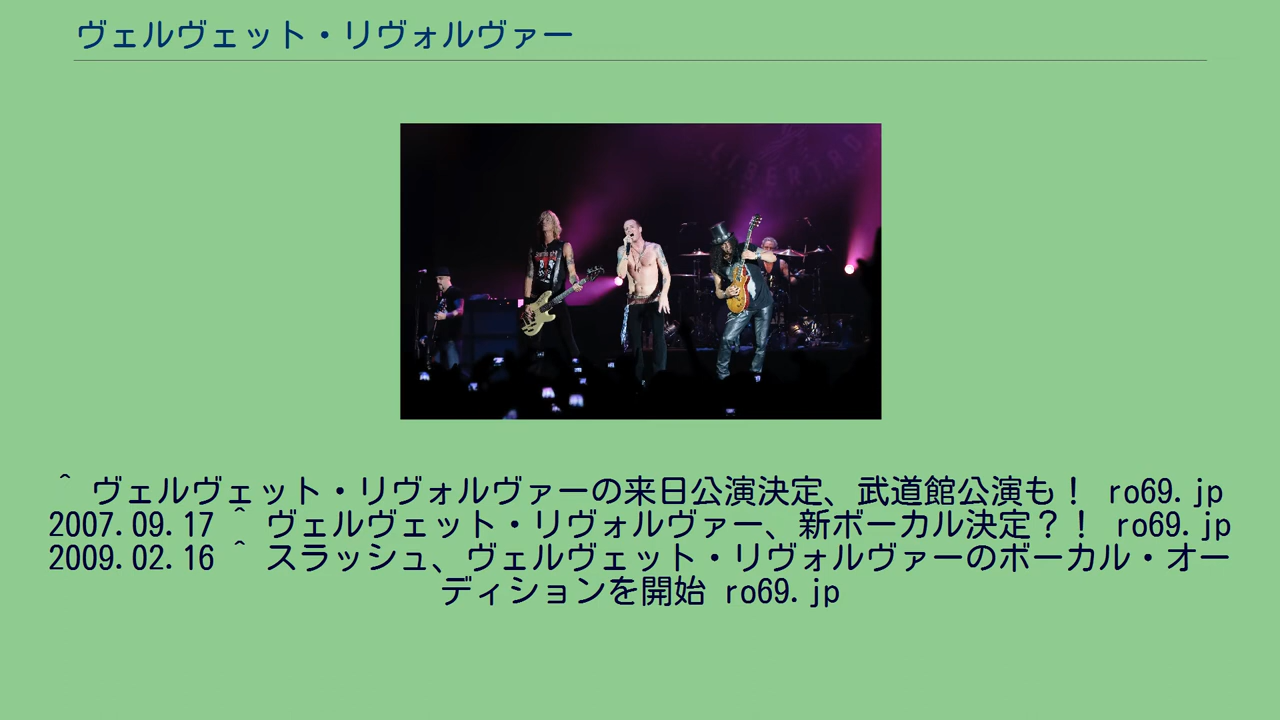 ヴェルヴェット・リヴォルヴァー
LIBERTAD
^ ヴェルヴェット・リヴォルヴァーの来日公演決定、武道館公演も！ ro69.jp
2007.09.17 ^ ヴェルヴェット・リヴォルヴァー、新ボーカル決定？！ ro69.jp
2009.02.16 ^ スラッシュ、ヴェルヴェット・リヴォルヴァーのボーカル・オー
ディションを開始 ro69.jp